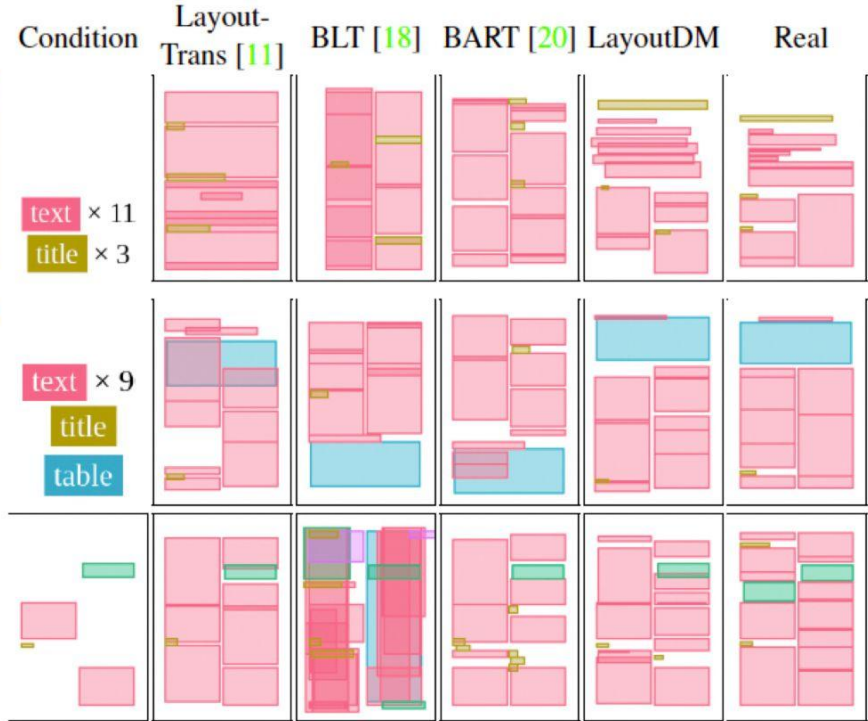 Condition Layout- BLT [18] BART [20] LayoutDM Real
Trans [11]
text × 11
title × 3
text × 9
title
table